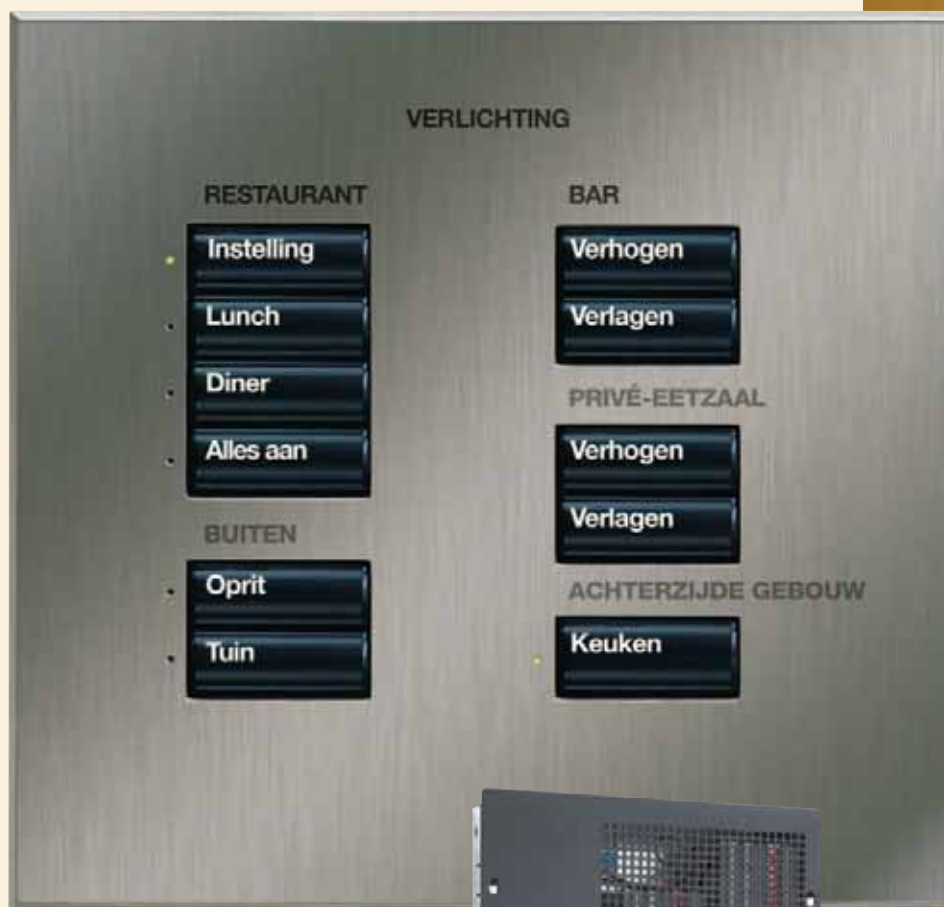 VERLICHTING
RESTAURANT
Instelling
Lunch
Diner
Alles aan
BUITEN
Oprit
Tuin
BAR
Verhogen
Verlagen
PRIVÉ-EETZAAL
Verhogen
Verlagen
ACHTERZIJDE GEBOUW
Keuken